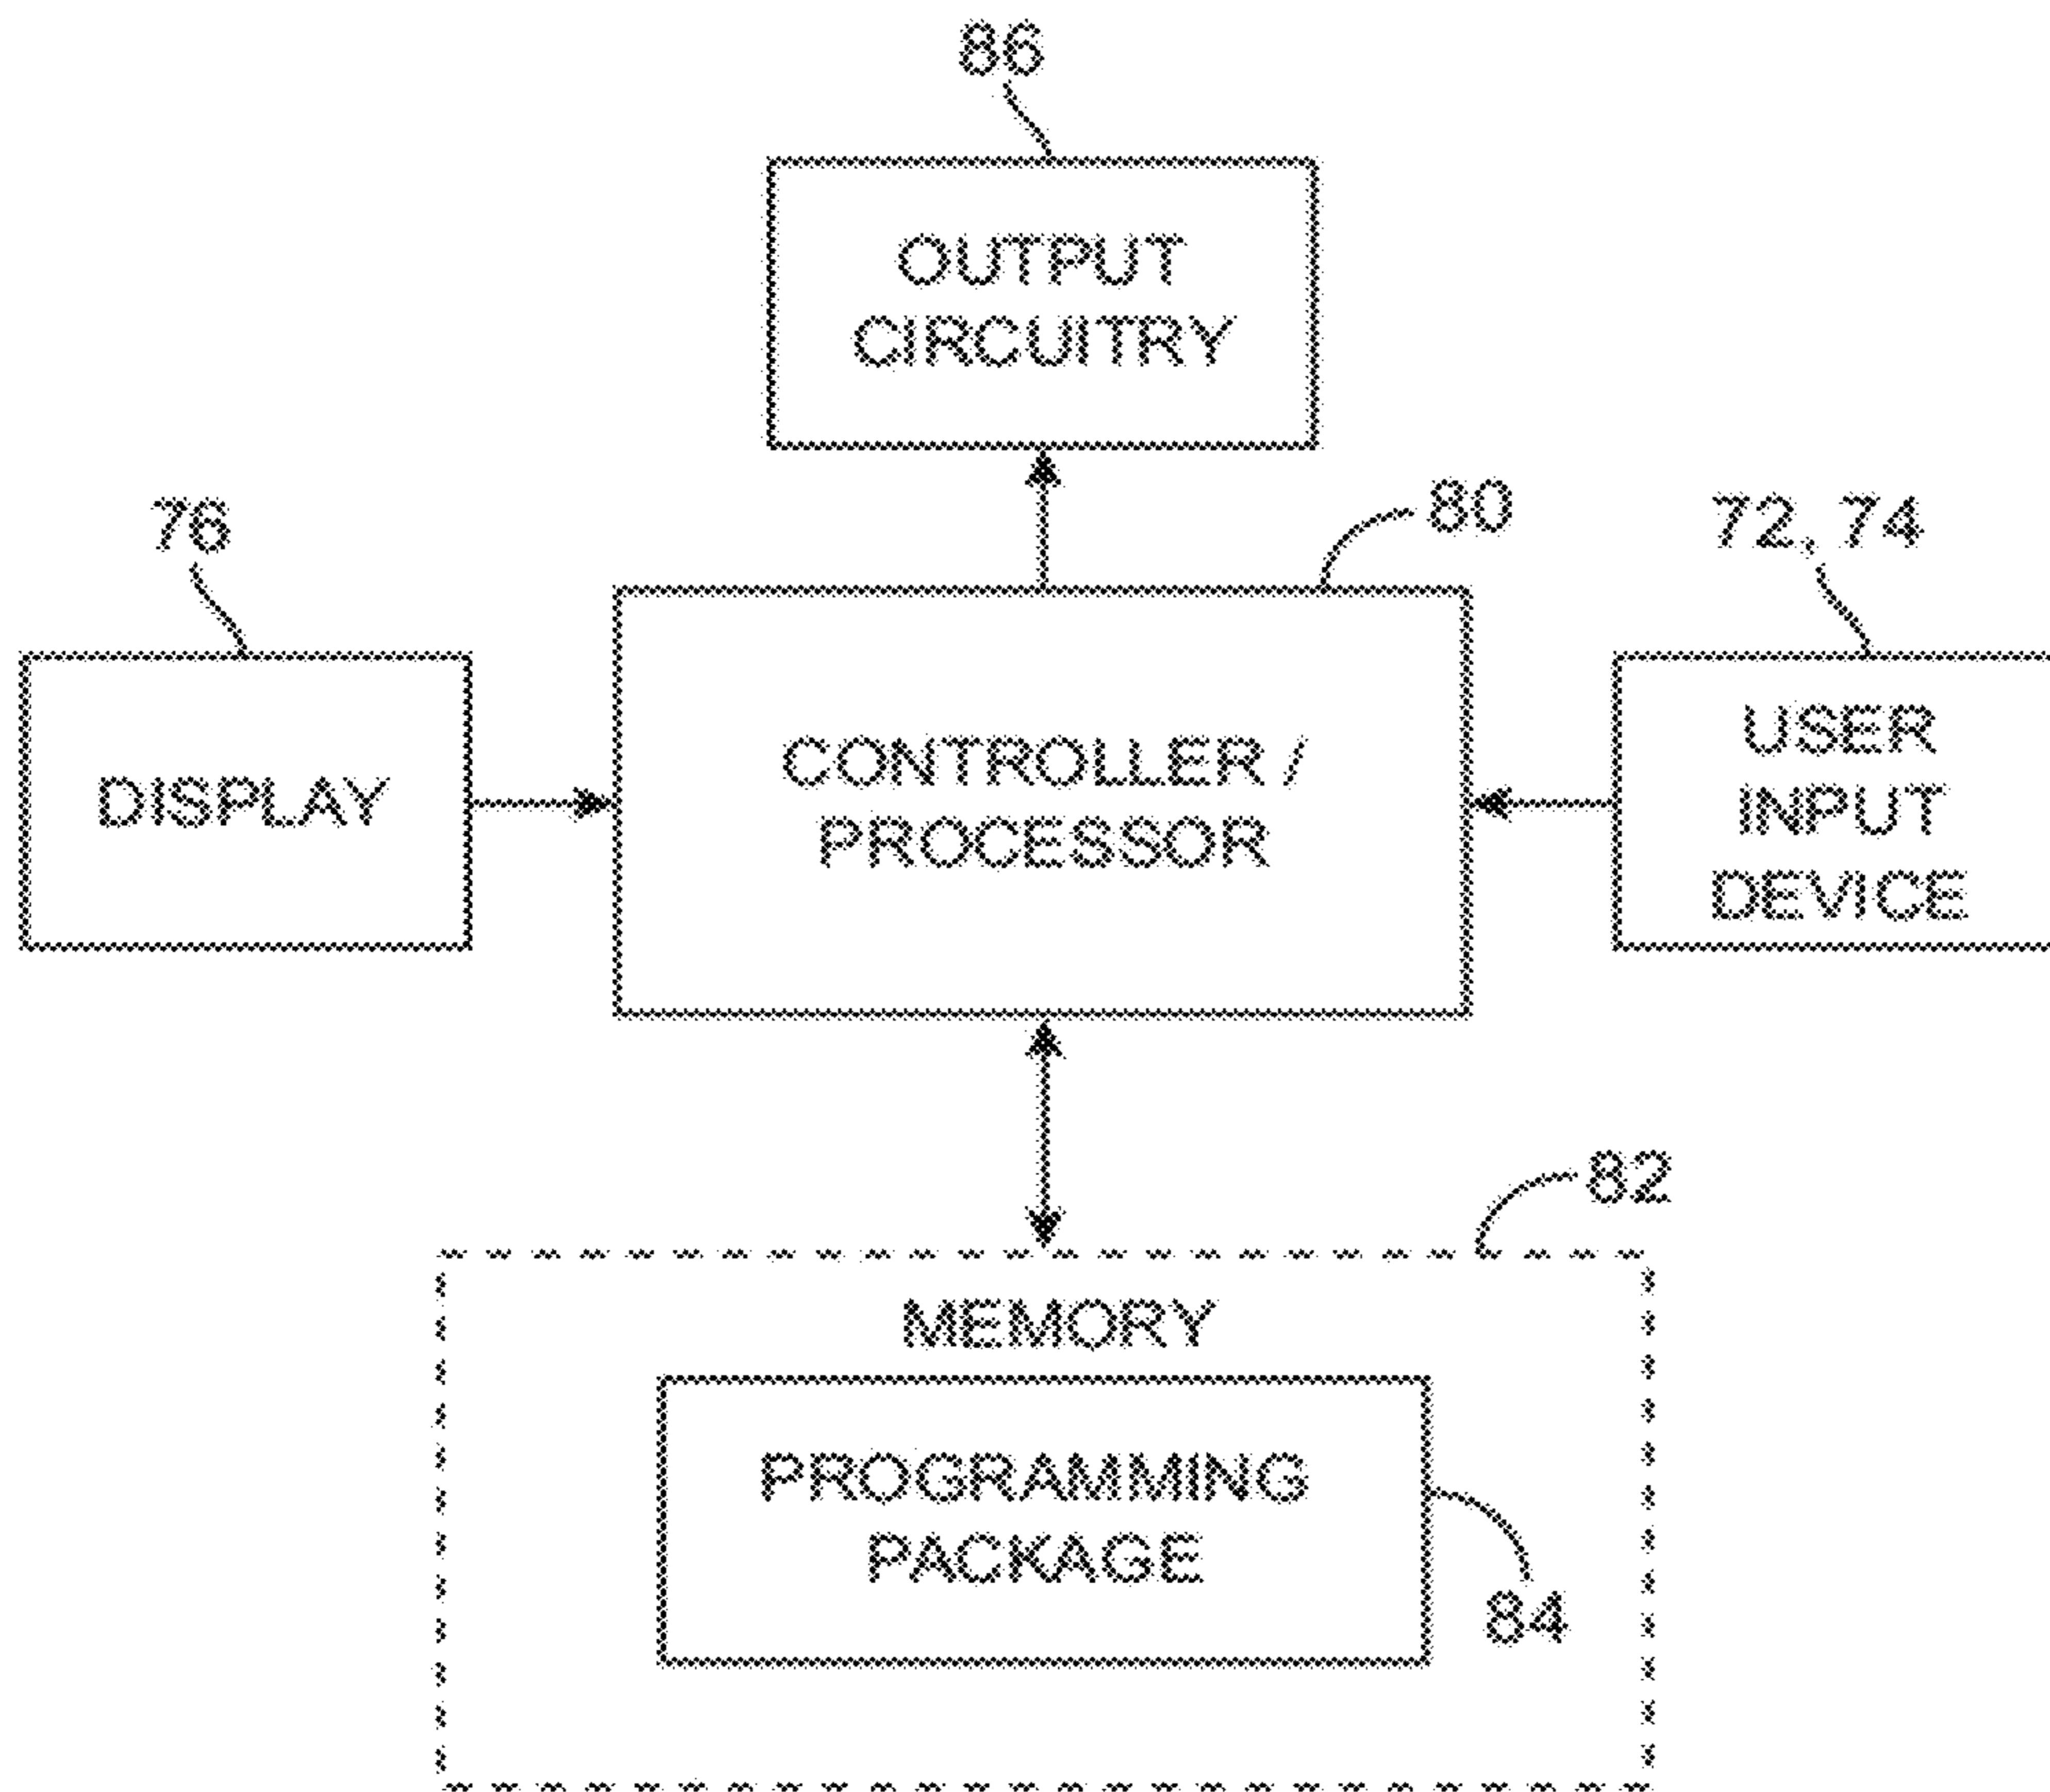 86
OUTPUT
CIRCUITRY
76
80
72, 74
DISPLAY
CONTROLLER /
PROCESSOR
USER
INPUT
DEVICE
82
MEMORY
PROGRAMMING
PACKAGE
84